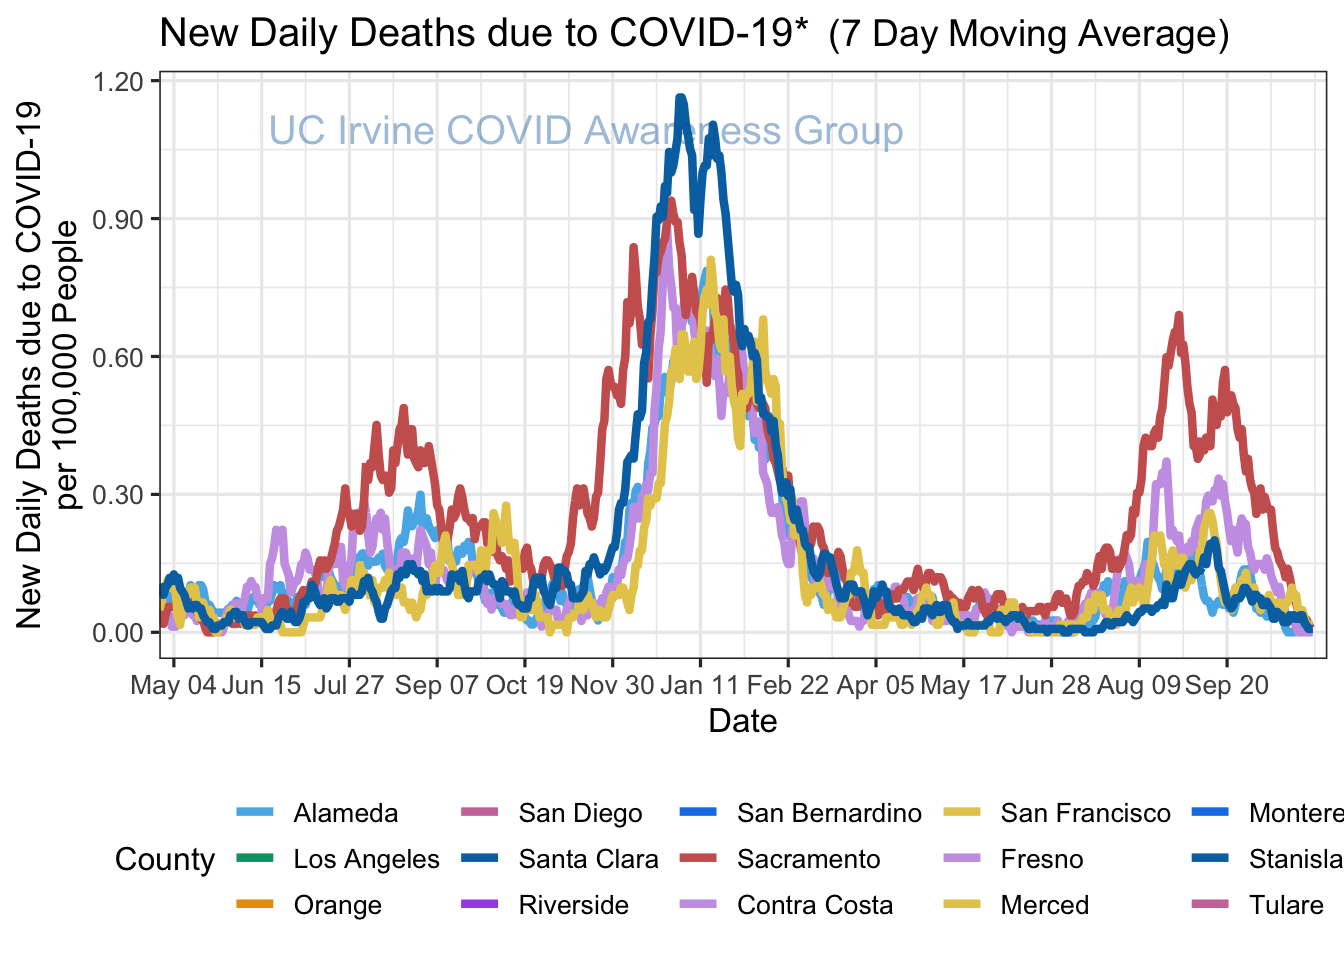 New Daily Deaths due to COVID-19* (7 Day Moving Average)
New Daily Deaths due to COVID-19
per 100,000 People
1.20
0.90
0.60
0.30
0.00
UC Irvine COVID Awareness Group
May 04 Jun 15 Jul 27 Sep 07 Oct 19 Nov 30 Jan 11 Feb 22 Apr 05 May 17 Jun 28 Aug 09 Sep 20
Date
County
Alameda San Diego San Bernardino San Francisco Montere
Los Angeles Santa Clara Sacramento Fresno Stanisla
Orange Riverside Contra Costa Merced Tulare